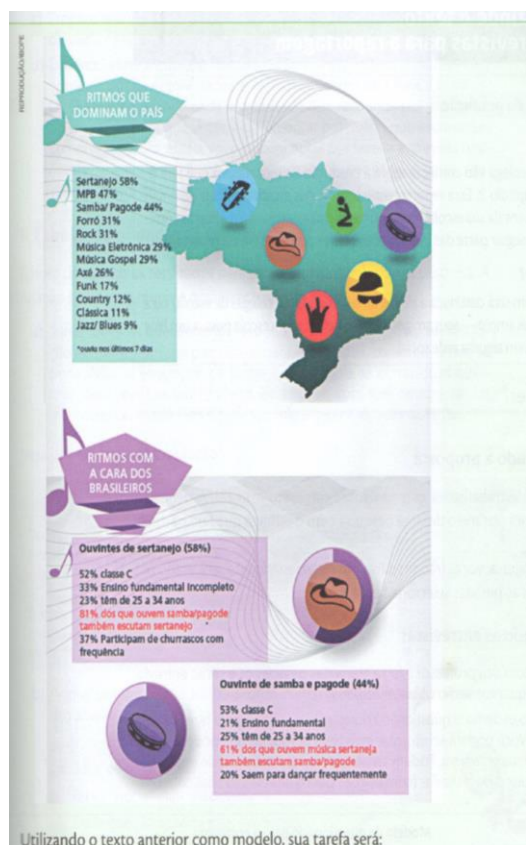 REPRODUÇÃO/IBOPE
RITMOS QUE
DOMINAM O PAÍS
Sertanejo 58%
MPB 47%
Samba/ Pagode 44%
Forró 31%
Rock 31%
Música Eletrônica 29%
Música Gospel 29%
Axé 26%
Funk 17%
Country 12%
Clássica 11%
Jazz/ Blues 9%
*ouviu nos últimos 7 dias
RITMOS COM
A CARA DOS
BRASILEIROS
Ouvintes de sertanejo (58%)
52% classe C
33% Ensino fundamental incompleto
23% têm de 25 a 34 anos
81% dos que ouvem samba/pagode
também escutam sertanejo
37% Participam de churrascos com
frequência
Ouvinte de samba e pagode (44%)
53% classe C
21% Ensino fundamental
25% têm de 25 a 34 anos
61% dos que ouvem música sertaneja
também escutam samba/pagode
20% Saem para dançar frequentemente
Utilizando o texto anterior como modelo, sua tarefa será: